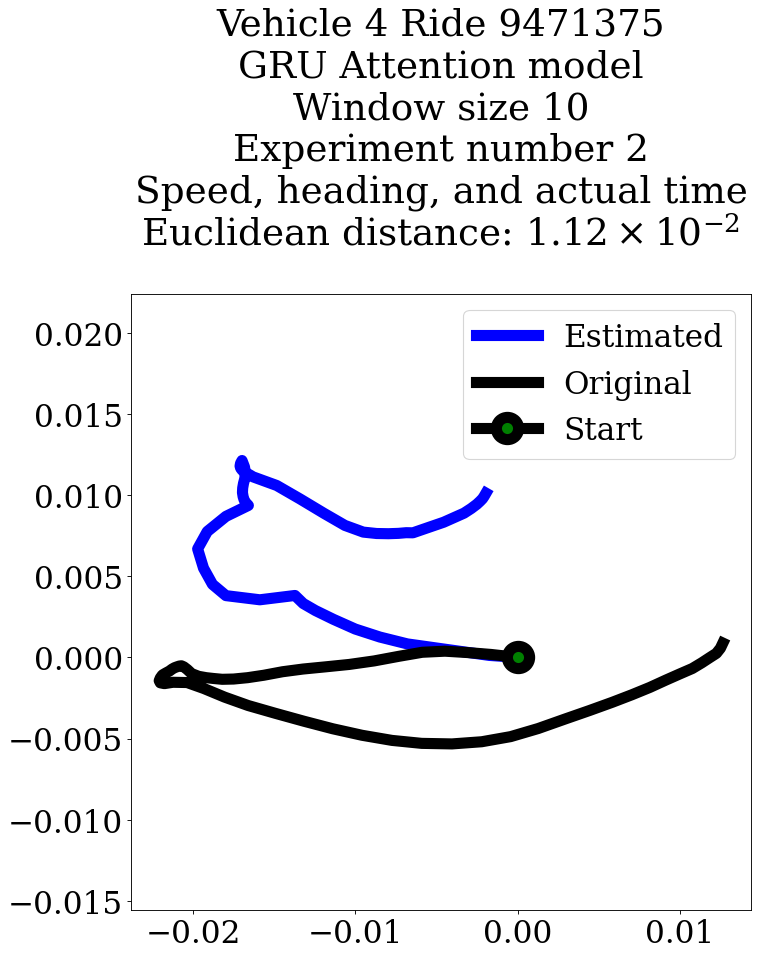 Vehicle 4 Ride 9471375
GRU Attention model
Window size 10
Experiment number 2
Speed, heading, and actual time
Euclidean distance: 1.12 × 10⁻²
Estimated
Original
Start
0.020
0.015
0.010
0.005
0.000
−0.005
−0.010
−0.015
−0.02
−0.01
0.00
0.01